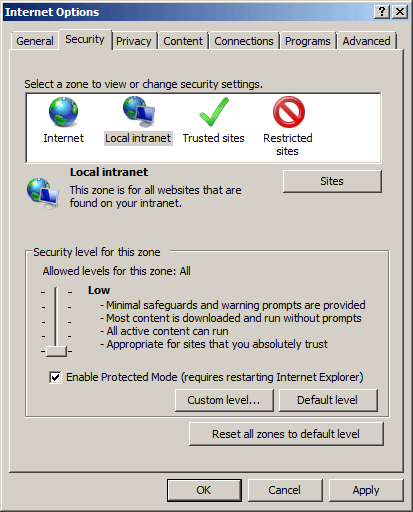 Internet Options
General Security Privacy Content Connections Programs Advanced
Select a zone to view or change security settings.
Internet Local intranet Trusted sites Restricted
sites
Local intranet
Sites
This zone is for all websites that are
found on your intranet.
Security level for this zone
Allowed levels for this zone: All
Low
- Minimal safeguards and warning prompts are provided
- Most content is downloaded and run without prompts
- All active content can run
- Appropriate for sites that you absolutely trust
Enable Protected Mode (requires restarting Internet Explorer)
Custom level... Default level
Reset all zones to default level
OK Cancel Apply